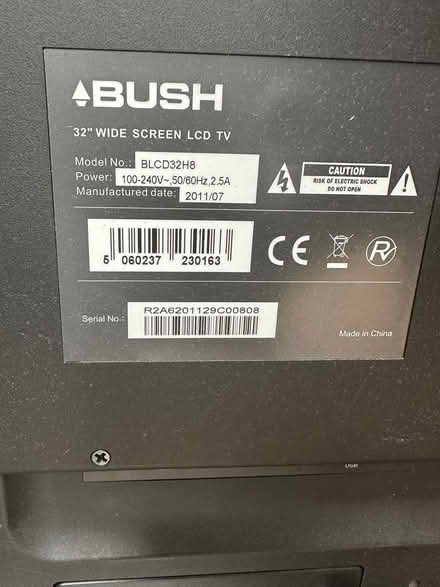 BUSH
32" WIDE SCREEN LCD TV
Model No.: BLCD32H8
Power: 100-240V~,50/60Hz,2.5A
Manufactured date: 2011/07
CAUTION
RISK OF ELECTRIC SHOCK
DO NOT OPEN
5 060237 230163
CE
Serial No.: R2A6201129C00808
Made in China
USB